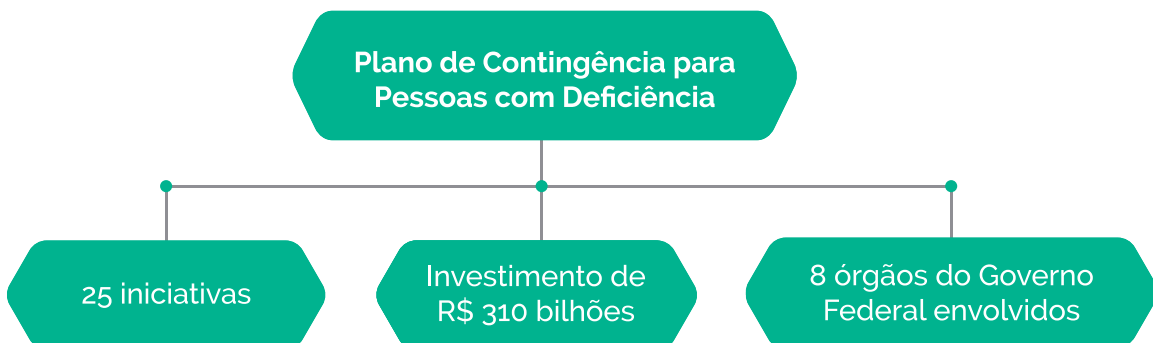 Plano de Contingência para
Pessoas com Deficiência
25 iniciativas
Investimento de
R$ 310 bilhões
8 órgãos do Governo
Federal envolvidos